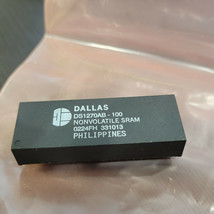 DALLAS
DS1270AB-100
NONVOLATILE SRAM
0224FH 331013
PHILIPPINES